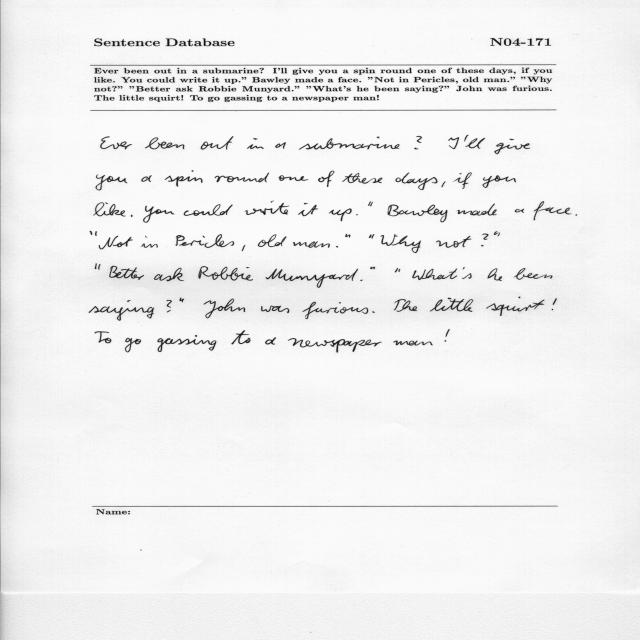 Sentence Database N04-171
Ever been out in a submarine? I'll give you a spin round one of these days, if you
like. You could write it up." Bawley made a face. "Not in Pericles, old man." "Why
not?" "Better ask Robbie Munyard." "What's he been saying?" John was furious.
The little squirt! To go gassing to a newspaper man!
Ever been out in a submarine ? I'll give
you a spin round one of these days, if you
like. You could write it up." Bawley made a face.
"Not in Pericles, old man." "Why not ?"
"Better ask Robbie Munyard." "What's he been
saying ?" John was furious. The little squirt !
To go gassing to a newspaper man !
Name: